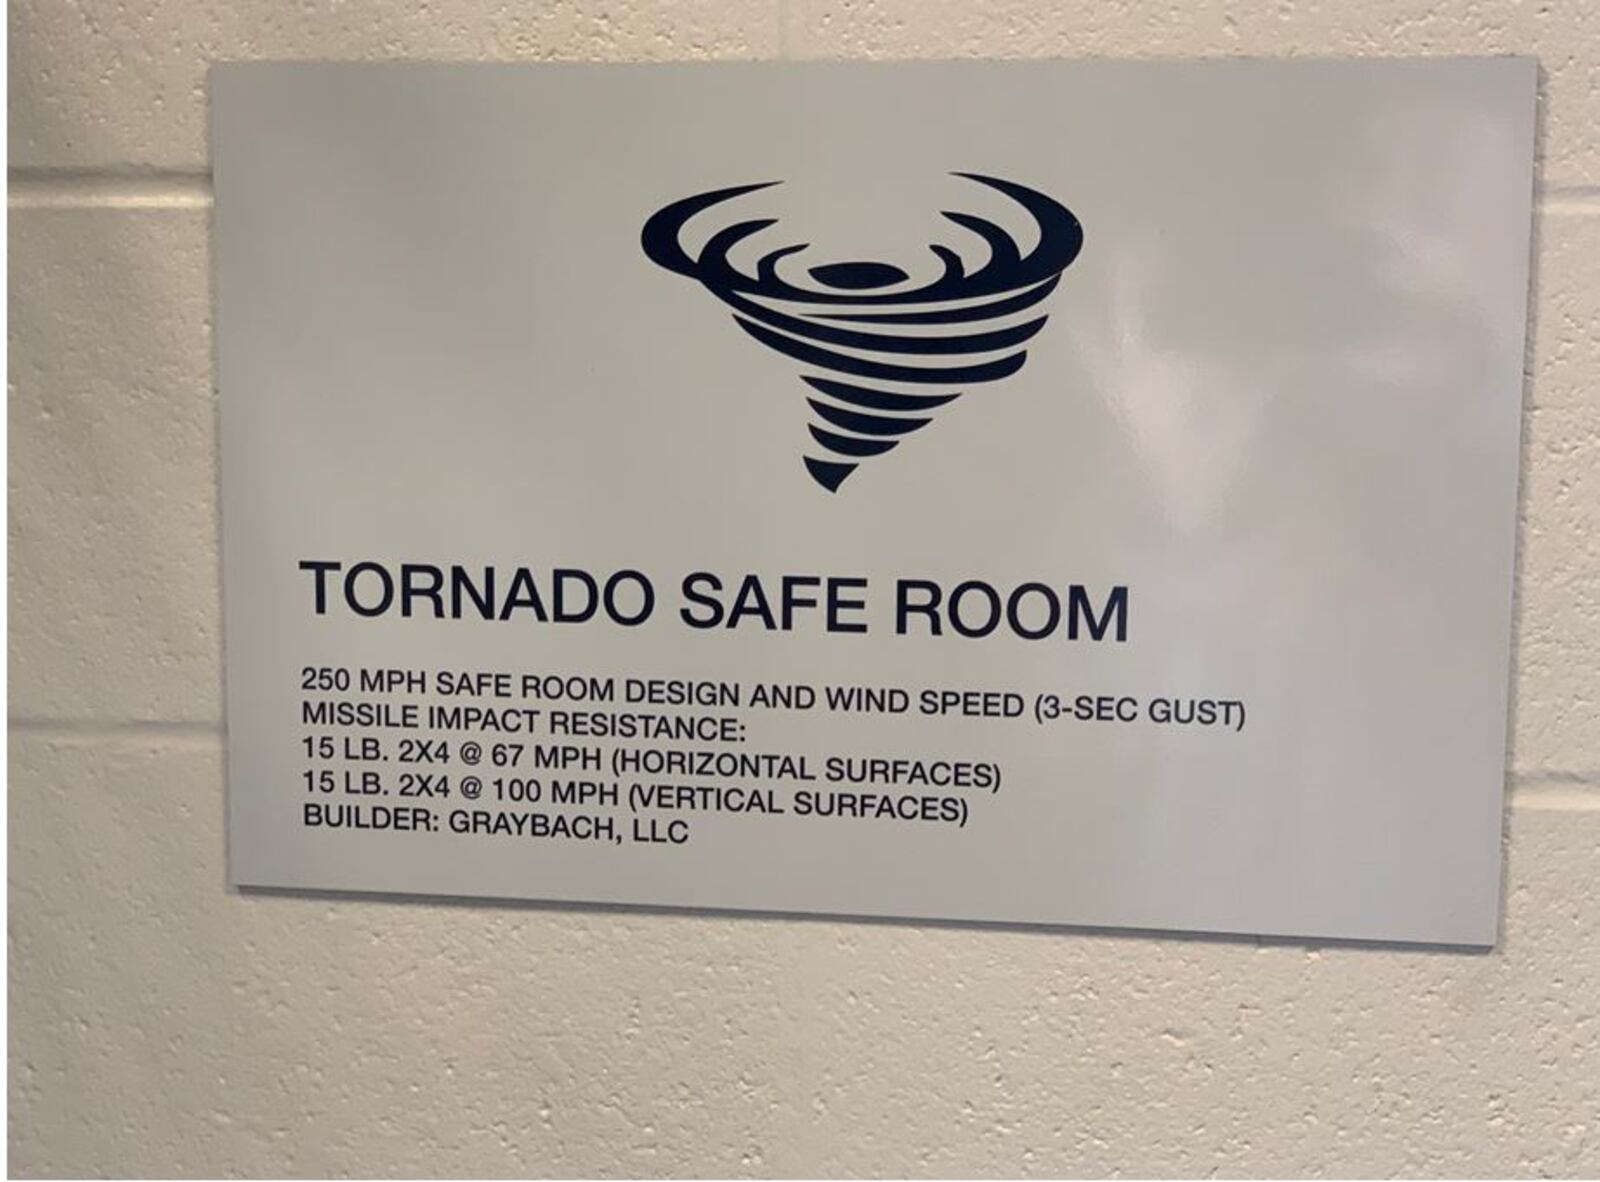 TORNADO SAFE ROOM
250 MPH SAFE ROOM DESIGN AND WIND SPEED (3-SEC GUST)
MISSILE IMPACT RESISTANCE:
15 LB. 2X4 @ 67 MPH (HORIZONTAL SURFACES)
15 LB. 2X4 @ 100 MPH (VERTICAL SURFACES)
BUILDER: GRAYBACH, LLC